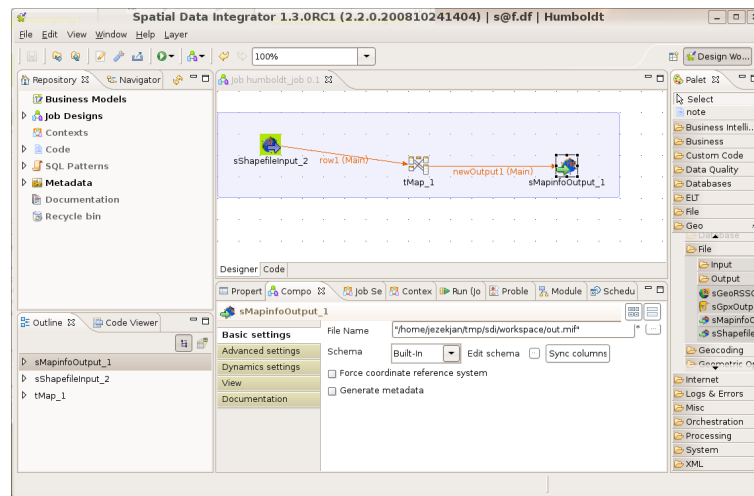 Spatial Data Integrator 1.3.0RC1 (2.2.0.200810241404) | s@f.df | Humboldt
File Edit View Window Help Layer
100%
Design Wo...
Repository
Navigator
Business Models
Job Designs
Contexts
Code
SQL Patterns
Metadata
Documentation
Recycle bin
Job humboldt_job 0.1
sShapefileInput_2
row1 (Main)
tMap_1
newOutput1 (Main)
sMapinfoOutput_1
Designer Code
Palet
Select
note
Business Intelli..
Business
Custom Code
Data Quality
Databases
ELT
File
Geo
Database
File
Input
Output
sGeoRSSO
sGpxOutp
sMapinfoO
sShapefile
Geocoding
Geometric Op
Internet
Logs & Errors
Misc
Orchestration
Processing
System
XML
Outline
Code Viewer
sMapinfoOutput_1
sShapefileInput_2
tMap_1
Propert
Compo
Job Se
Contex
Run (Jo
Proble
Module
Schedu
sMapinfoOutput_1
Basic settings
Advanced settings
Dynamics settings
View
Documentation
File Name "/home/jezekjan/tmp/sdi/workspace/out.mif" *
Schema Built-In Edit schema Sync columns
Force coordinate reference system
Generate metadata